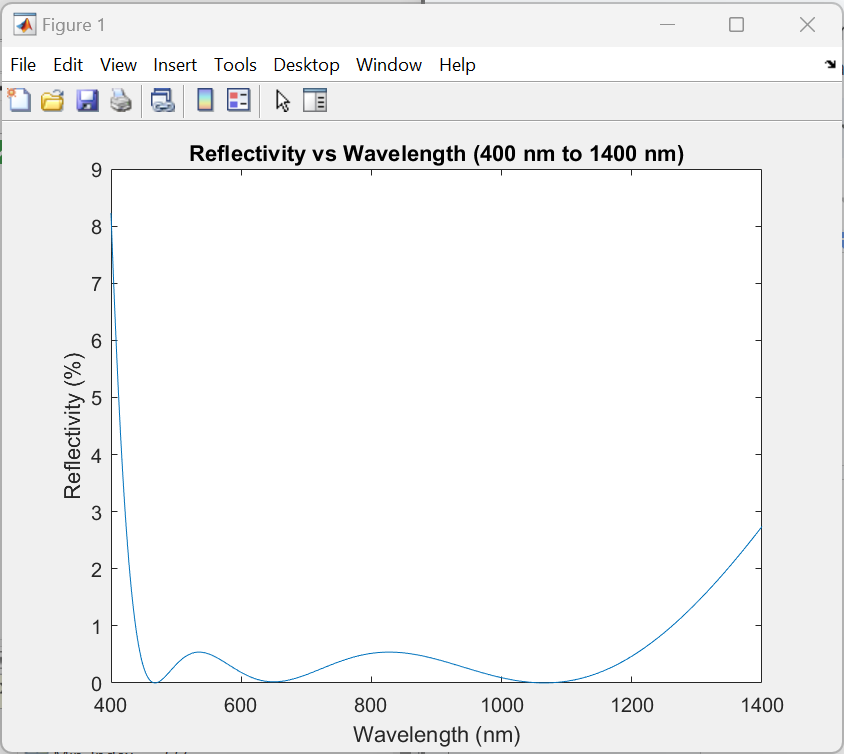 Figure 1
File Edit View Insert Tools Desktop Window Help
Reflectivity vs Wavelength (400 nm to 1400 nm)
9
8
7
6
5
4
3
2
1
0
Reflectivity (%)
400 600 800 1000 1200 1400
Wavelength (nm)